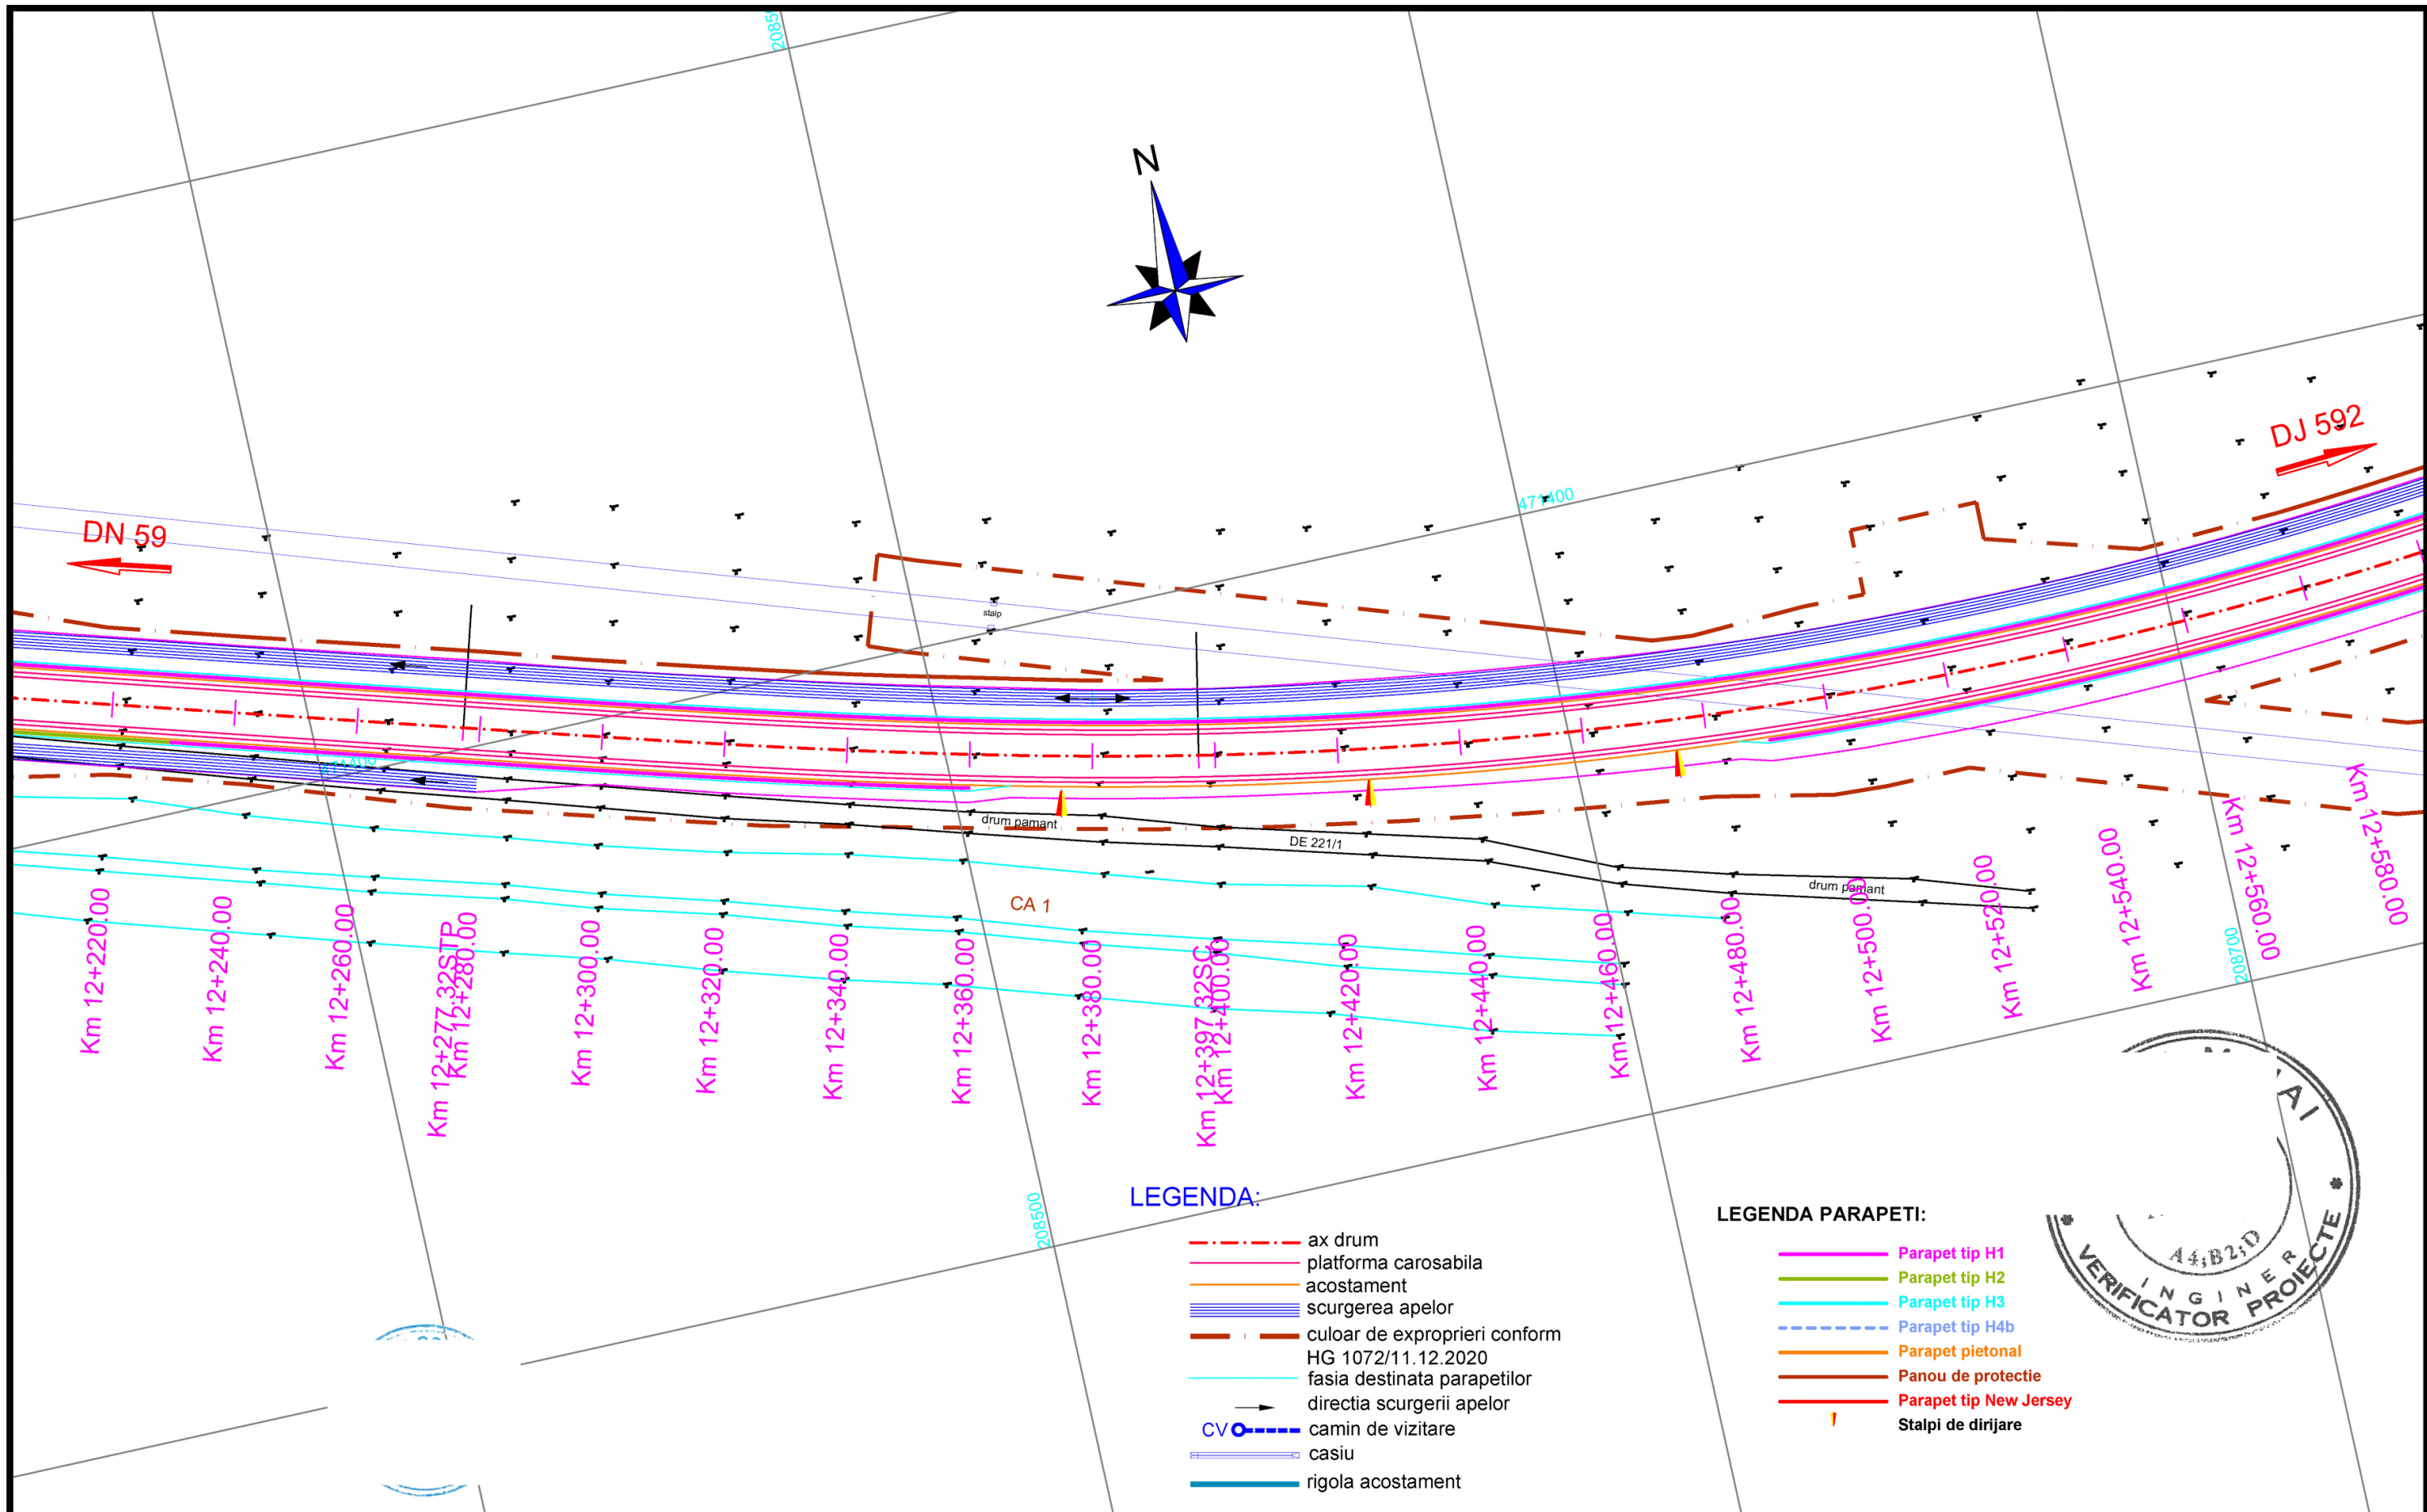 2085
N
DJ 592
471400
DN 59
stalp
471400
drum pamant
DE 221/1
drum pamant
CA 1
Km 12+220.00
Km 12+240.00
Km 12+260.00
Km 12+277.32STP
Km 12+280.00
Km 12+300.00
Km 12+320.00
Km 12+340.00
Km 12+360.00
Km 12+380.00
Km 12+397.32SC
Km 12+400.00
Km 12+420.00
Km 12+440.00
Km 12+460.00
Km 12+480.00
Km 12+500.00
Km 12+520.00
Km 12+540.00
Km 12+560.00
Km 12+580.00
208700
208500
LEGENDA:
ax drum
platforma carosabila
acostament
scurgerea apelor
culoar de exproprieri conform
HG 1072/11.12.2020
fasia destinata parapetilor
directia scurgerii apelor
CV camin de vizitare
casiu
rigola acostament
LEGENDA PARAPETI:
Parapet tip H1
Parapet tip H2
Parapet tip H3
Parapet tip H4b
Parapet pietonal
Panou de protectie
Parapet tip New Jersey
Stalpi de dirijare
AI
A4;B2;D
INGINER
* VERIFICATOR PROIECTE *